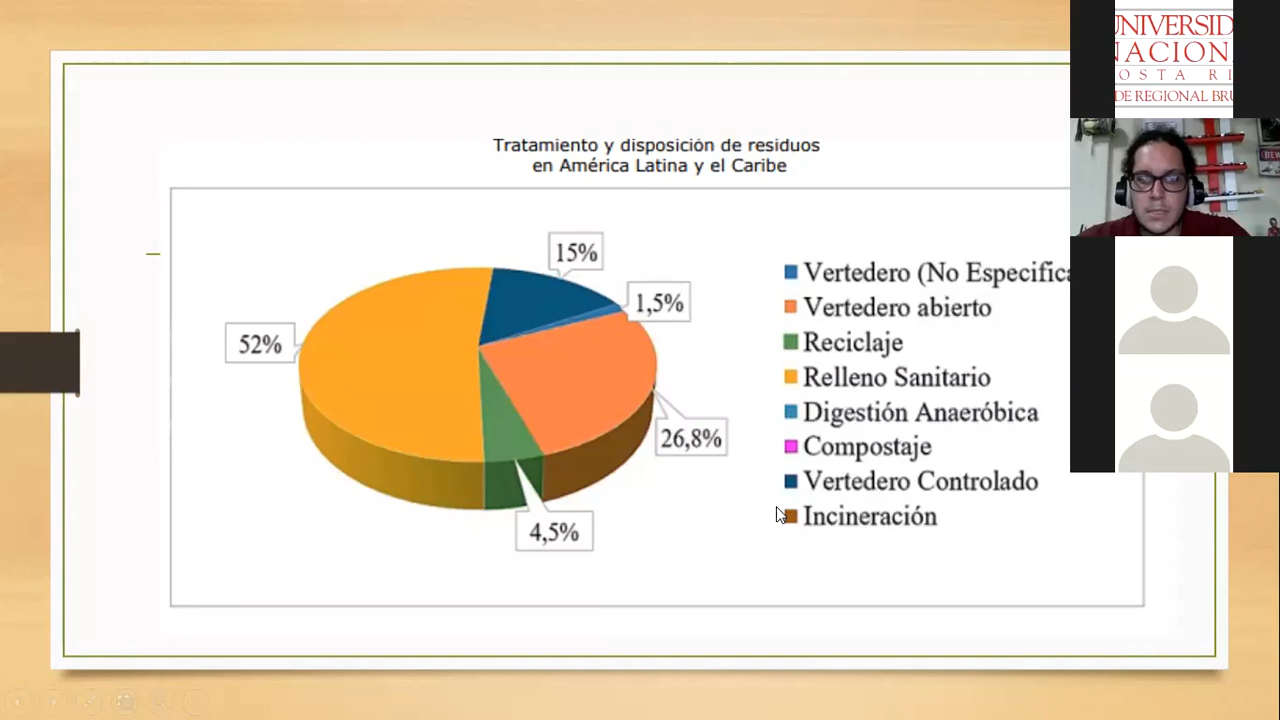 Tratamiento y disposición de residuos
en América Latina y el Caribe
15%
1,5%
52%
26,8%
4,5%
Vertedero (No Especifica
Vertedero abierto
Reciclaje
Relleno Sanitario
Digestión Anaeróbica
Compostaje
Vertedero Controlado
Incineración
UNIVERSID
NACION
OSTA RI
DE REGIONAL BRU